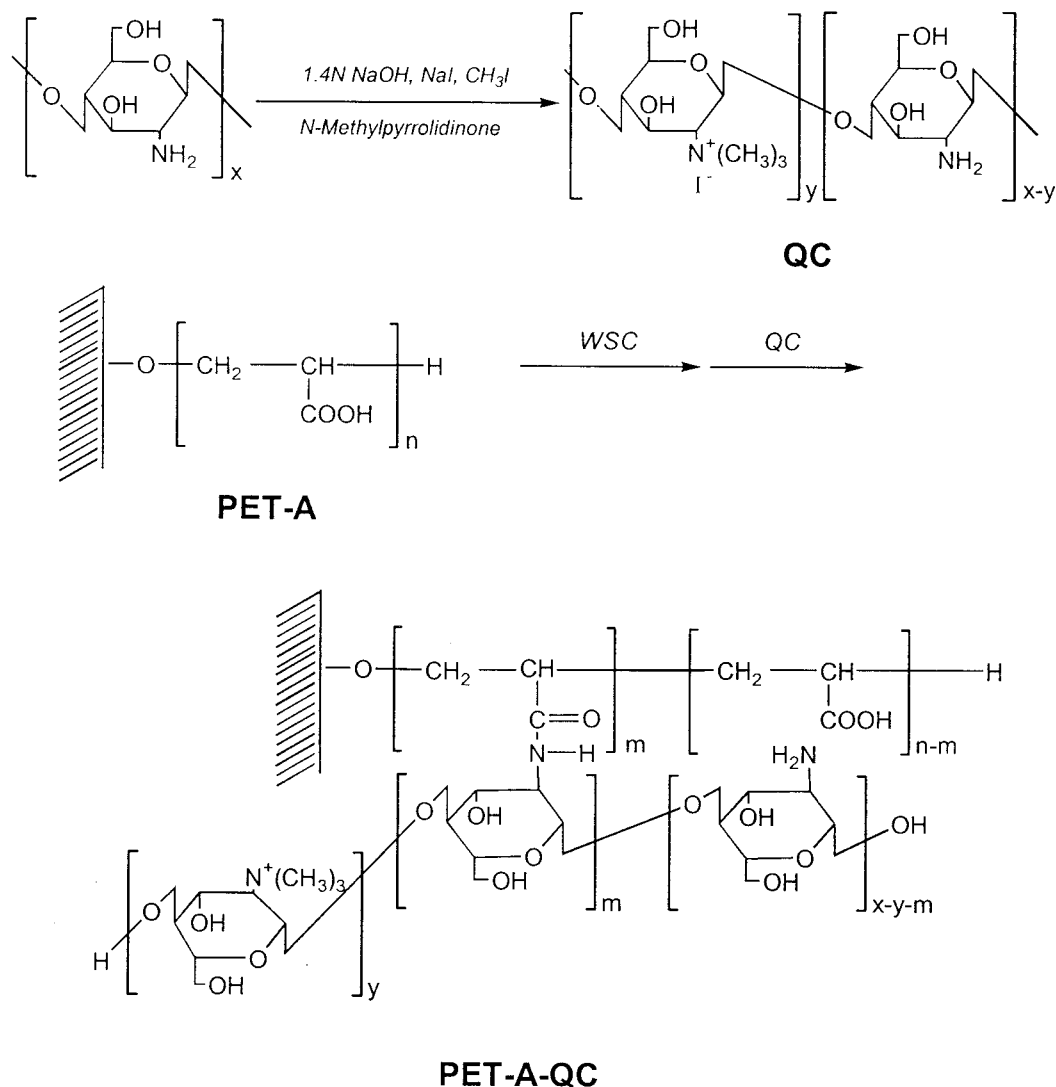 OH
O
O
OH
NH2
x
1.4N NaOH, NaI, CH3I
N-Methylpyrrolidinone
OH
O
O
OH
N+(CH3)3
I-
y
OH
O
O
OH
NH2
x-y
QC
O
CH2
CH
H
COOH
n
WSC
QC
PET-A
O
CH2
CH
C=O
N-H
m
CH2
CH
H
COOH
n-m
O
OH
O
OH
m
H2N
O
OH
O
OH
OH
x-y-m
N+(CH3)3
O
OH
O
H
OH
y
PET-A-QC